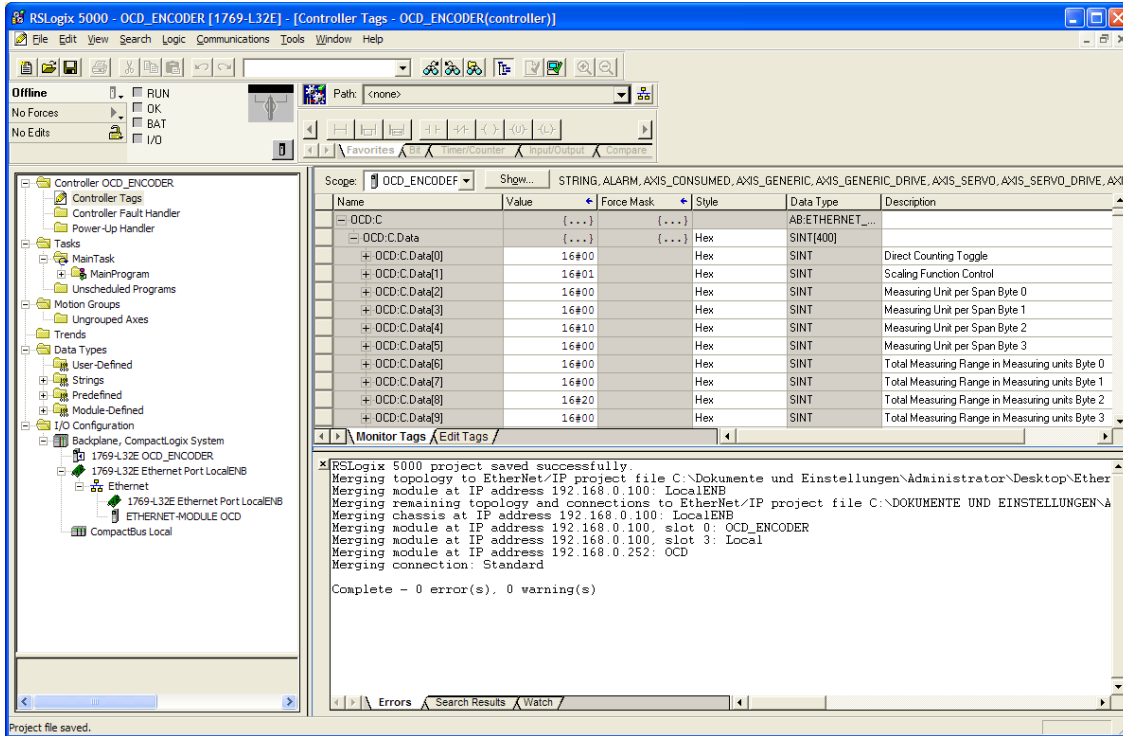 RSLogix 5000 - OCD_ENCODER [1769-L32E] - [Controller Tags - OCD_ENCODER(controller)]
File Edit View Search Logic Communications Tools Window Help
Offline RUN
No Forces OK
No Edits BAT
I/O
Path: <none>
Favorites Bit Timer/Counter Input/Output Compare
Controller OCD_ENCODER
Controller Tags
Controller Fault Handler
Power-Up Handler
Tasks
MainTask
MainProgram
Unscheduled Programs
Motion Groups
Ungrouped Axes
Trends
Data Types
User-Defined
Strings
Predefined
Module-Defined
I/O Configuration
Backplane, CompactLogix System
1769-L32E OCD_ENCODER
1769-L32E Ethernet Port LocalENB
Ethernet
1769-L32E Ethernet Port LocalENB
ETHERNET-MODULE OCD
CompactBus Local
Scope: OCD_ENCODER Show... STRING, ALARM, AXIS_CONSUMED, AXIS_GENERIC, AXIS_GENERIC_DRIVE, AXIS_SERVO, AXIS_SERVO_DRIVE, AXI
Name Value Force Mask Style Data Type Description
OCD:C {...} {...} AB:ETHERNET_...
OCD:C.Data {...} {...} Hex SINT[400]
OCD:C.Data[0] 16#00 Hex SINT Direct Counting Toggle
OCD:C.Data[1] 16#01 Hex SINT Scaling Function Control
OCD:C.Data[2] 16#00 Hex SINT Measuring Unit per Span Byte 0
OCD:C.Data[3] 16#00 Hex SINT Measuring Unit per Span Byte 1
OCD:C.Data[4] 16#10 Hex SINT Measuring Unit per Span Byte 2
OCD:C.Data[5] 16#00 Hex SINT Measuring Unit per Span Byte 3
OCD:C.Data[6] 16#00 Hex SINT Total Measuring Range in Measuring units Byte 0
OCD:C.Data[7] 16#00 Hex SINT Total Measuring Range in Measuring units Byte 1
OCD:C.Data[8] 16#20 Hex SINT Total Measuring Range in Measuring units Byte 2
OCD:C.Data[9] 16#00 Hex SINT Total Measuring Range in Measuring units Byte 3
Monitor Tags Edit Tags
RSLogix 5000 project saved successfully.
Merging topology to EtherNet/IP project file C:\Dokumente und Einstellungen\Administrator\Desktop\Ether
Merging module at IP address 192.168.0.100: LocalENB
Merging remaining topology and connections to EtherNet/IP project file C:\DOKUMENTE UND EINSTELLUNGEN\A
Merging chassis at IP address 192.168.0.100: LocalENB
Merging module at IP address 192.168.0.100, slot 0: OCD_ENCODER
Merging module at IP address 192.168.0.100, slot 3: Local
Merging module at IP address 192.168.0.252: OCD
Merging connection: Standard
Complete - 0 error(s), 0 warning(s)
Errors Search Results Watch
Project file saved.